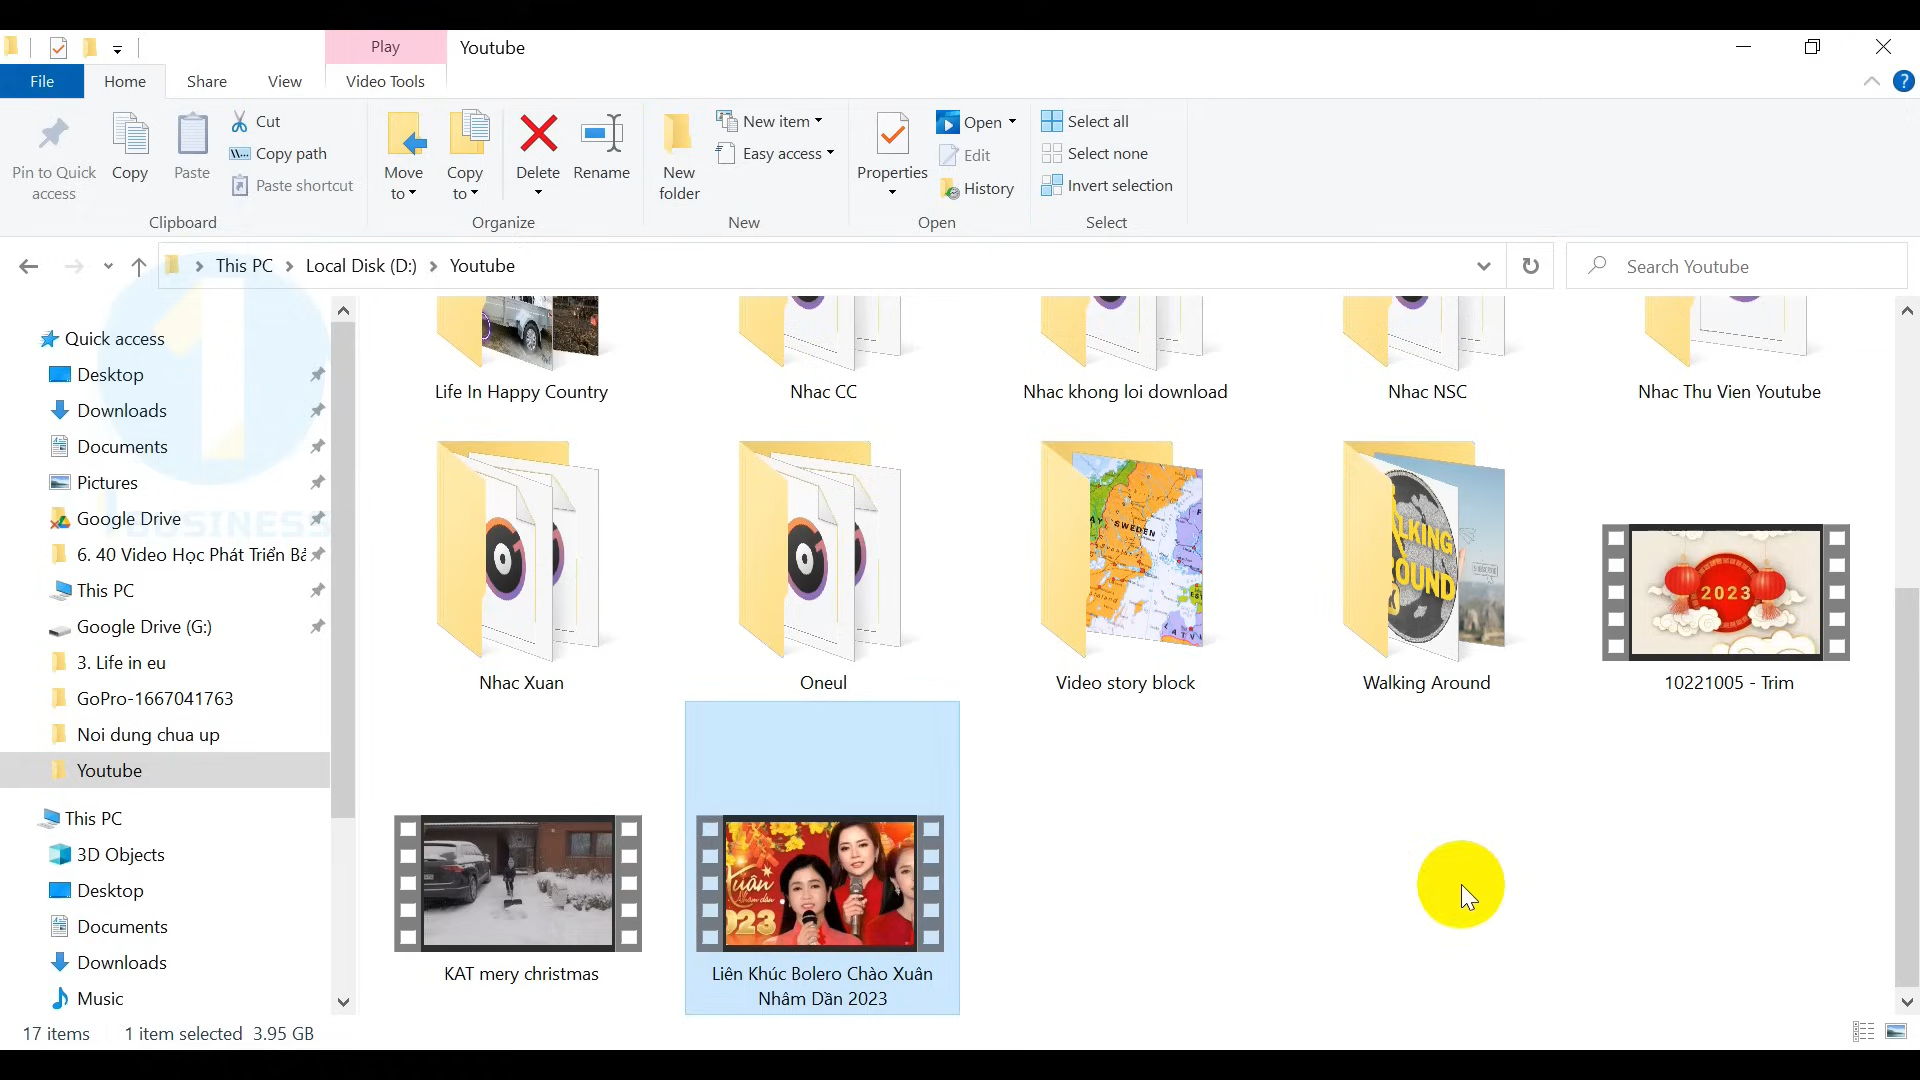 Play
Youtube
File
Home
Share
View
Video Tools
Pin to Quick
access
Copy
Paste
Cut
Copy path
Paste shortcut
Clipboard
Move
to
Copy
to
Delete
Rename
Organize
New
folder
New item
Easy access
New
Properties
Open
Edit
History
Open
Select all
Select none
Invert selection
Select
This PC
Local Disk (D:)
Youtube
Search Youtube
Quick access
Desktop
Downloads
Documents
Pictures
Google Drive
6. 40 Video Học Phát Triển Bả
This PC
Google Drive (G:)
3. Life in eu
GoPro-1667041763
Noi dung chua up
Youtube
This PC
3D Objects
Desktop
Documents
Downloads
Music
BUSINESS
Life In Happy Country
Nhac CC
Nhac khong loi download
Nhac NSC
Nhac Thu Vien Youtube
SWEDEN
2023
Nhac Xuan
Oneul
Video story block
Walking Around
10221005 - Trim
Xuân
2023
KAT mery christmas
Liên Khúc Bolero Chào Xuân
Nhâm Dần 2023
17 items
1 item selected 3.95 GB